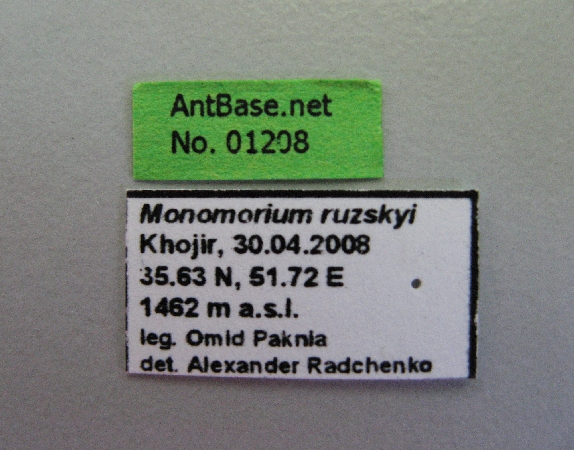 AntBase.net
No. 01208
Monomorium ruzskyi
Khojir, 30.04.2008
35.63 N, 51.72 E
1462 m a.s.l.
leg. Omid Paknia
det. Alexander Radchenko